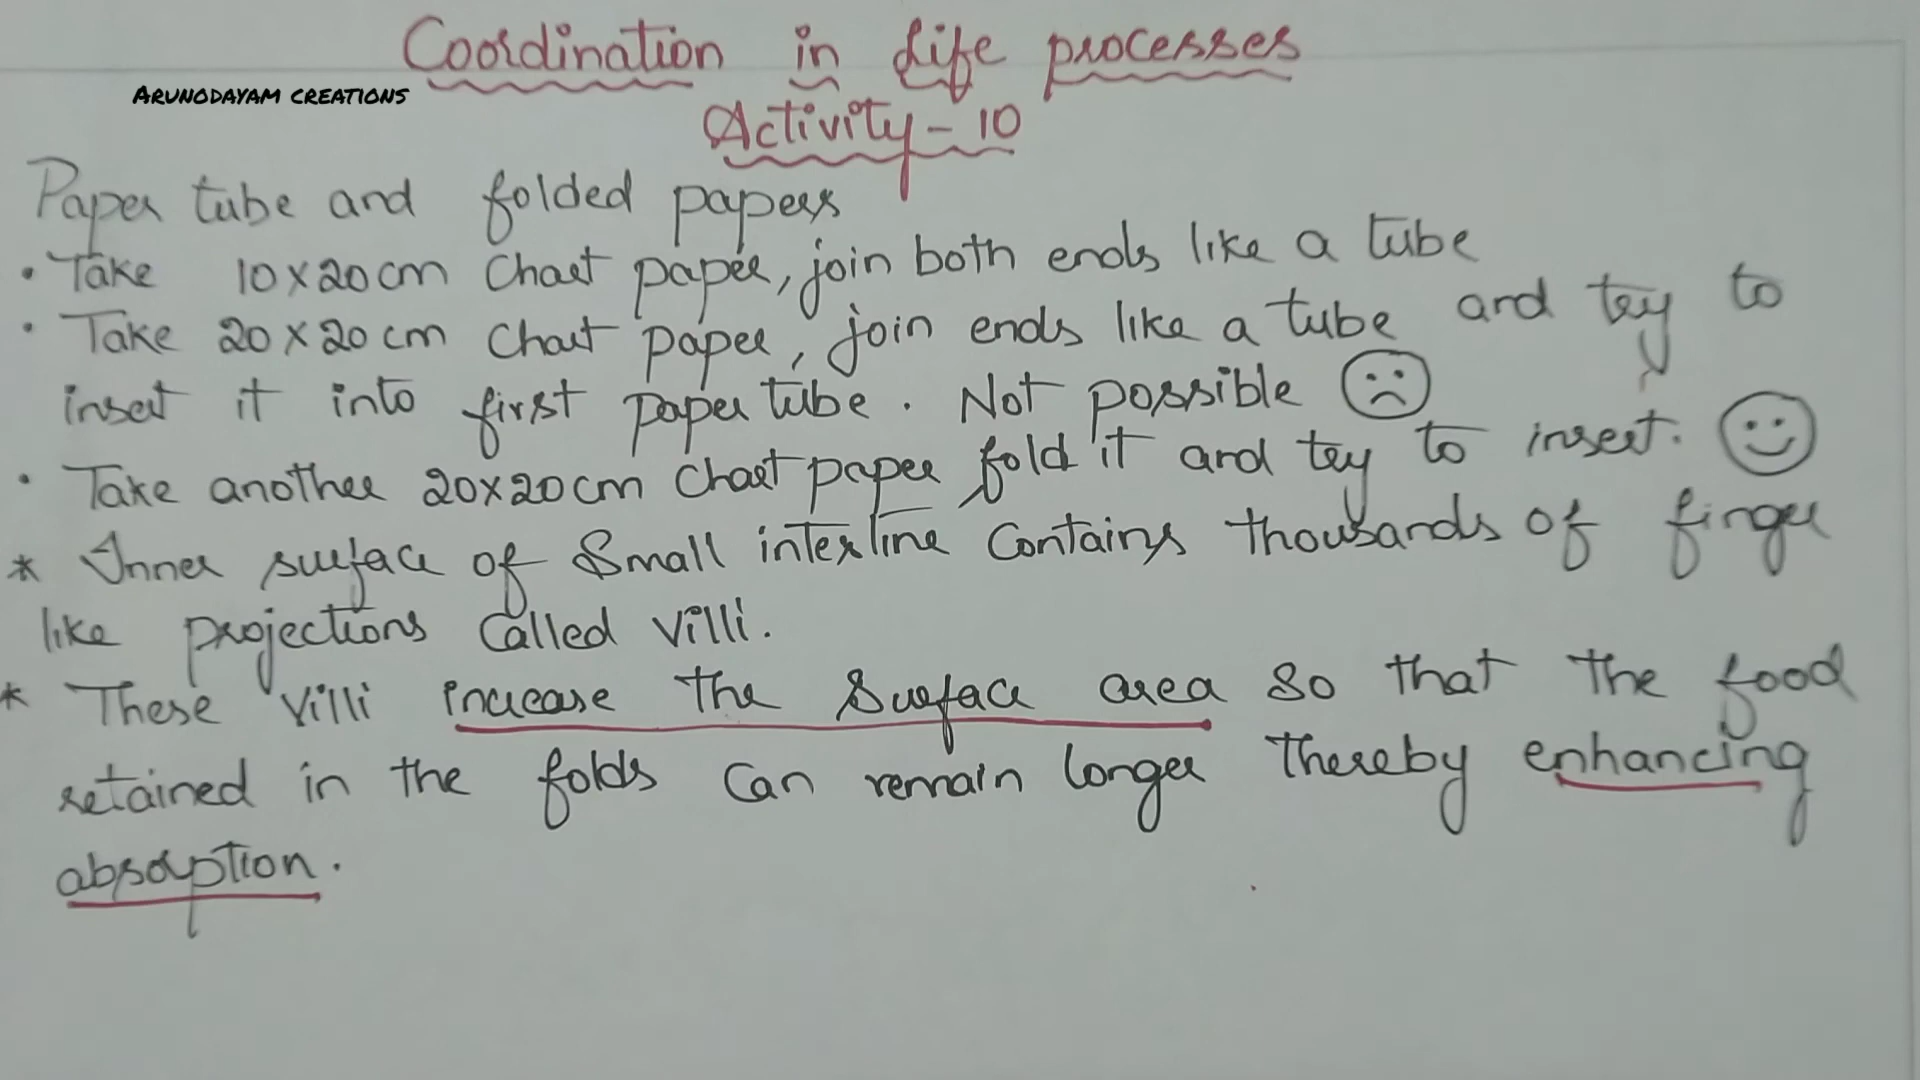 Coordination in Life processes
ARUNODAYAM CREATIONS
Activity-10
Paper tube and folded papers
• Take 10x20cm Chart paper, join both ends like a tube
• Take 20x20cm Chart paper, join ends like a tube and try to
insert it into first paper tube. Not possible ☹
• Take another 20x20cm Chart paper fold it and try to insert. ☺
* Inner surface of Small intestine Contains thousands of finger
like projections Called Villi.
* These Villi increase the Surface area so that the food
retained in the folds Can remain longer thereby enhancing
absorption.